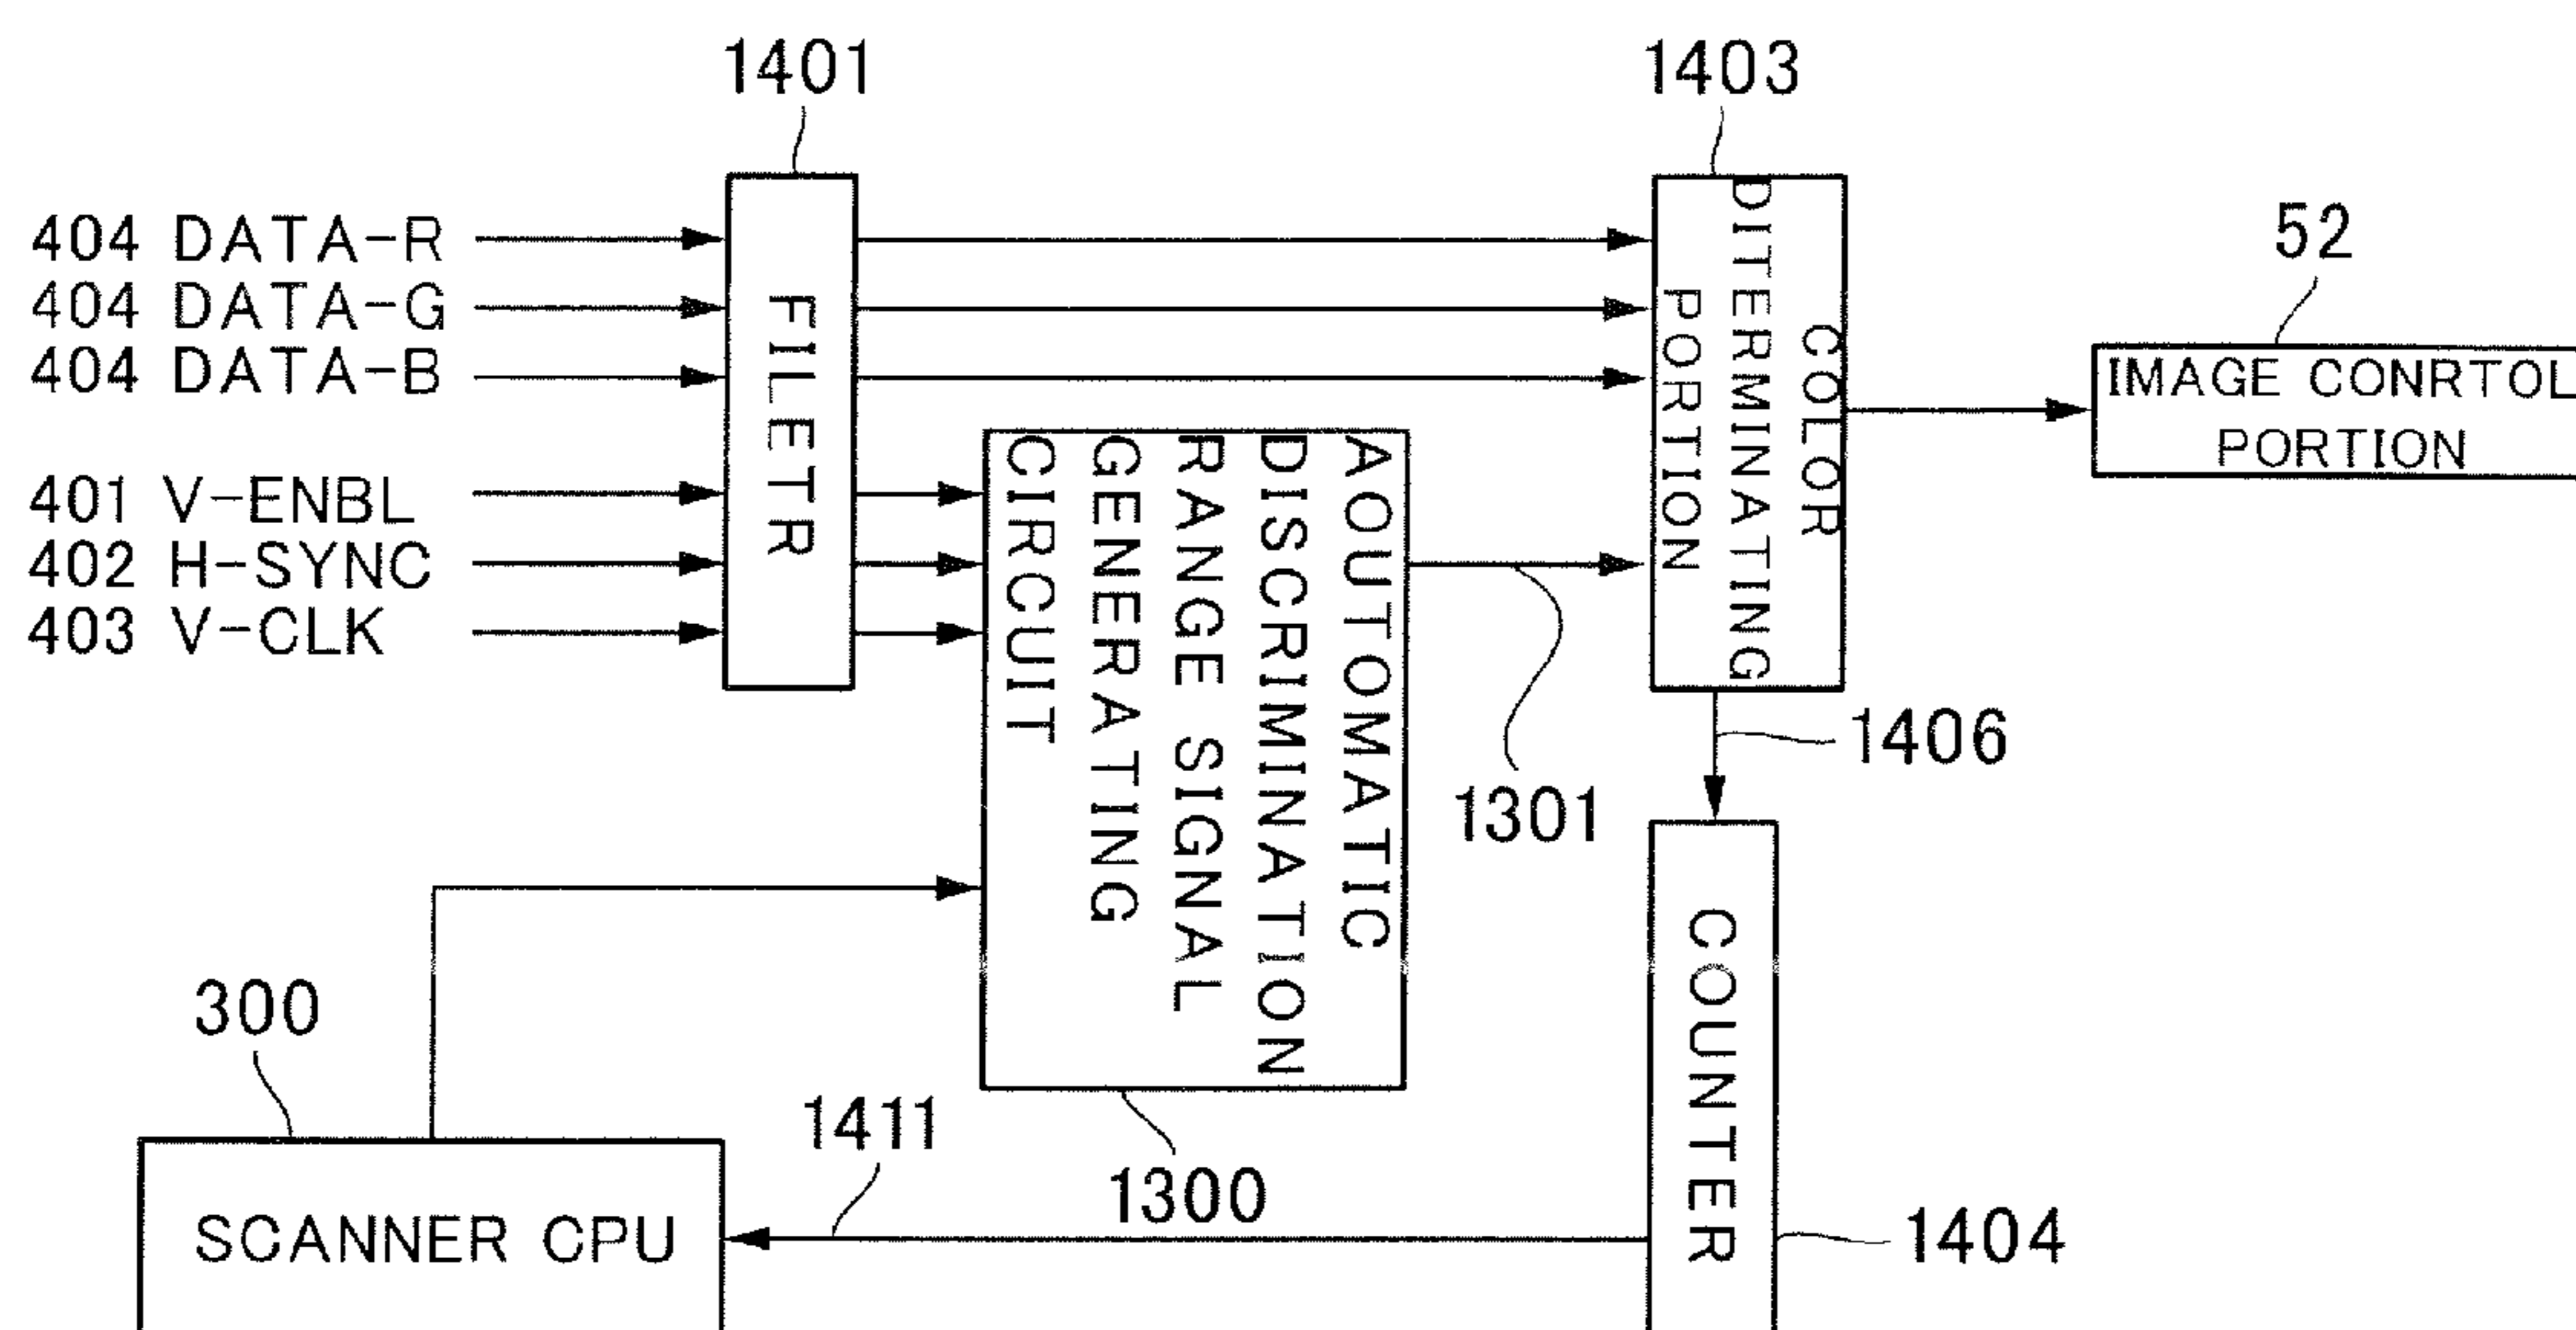 1401
1403
404 DATA-R
404 DATA-G
404 DATA-B
401 V-ENBL
402 H-SYNC
403 V-CLK
FILETR
AOUTOMATIC
DISCRIMINATION
RANGE SIGNAL
GENERATING
CIRCUIT
COLOR
DITERMINATING
PORTION
52
IMAGE CONRTOL
PORTION
1406
1301
COUNTER
300
1411
1300
SCANNER CPU
1404